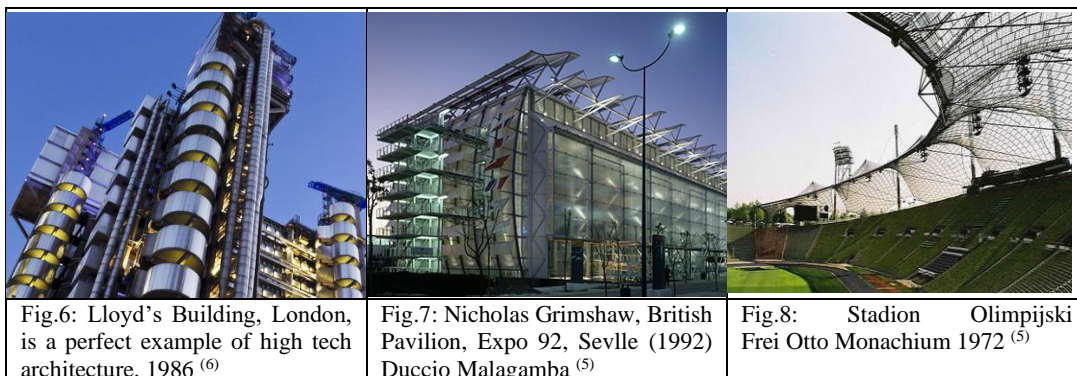 Fig.6: Lloyd's Building, London,
is a perfect example of high tech
architecture. 1986 (6)
Fig.7: Nicholas Grimshaw, British
Pavilion, Expo 92, Sevlle (1992)
Duccio Malagamba (5)
Fig.8: Stadion Olimpijski
Frei Otto Monachium 1972 (5)